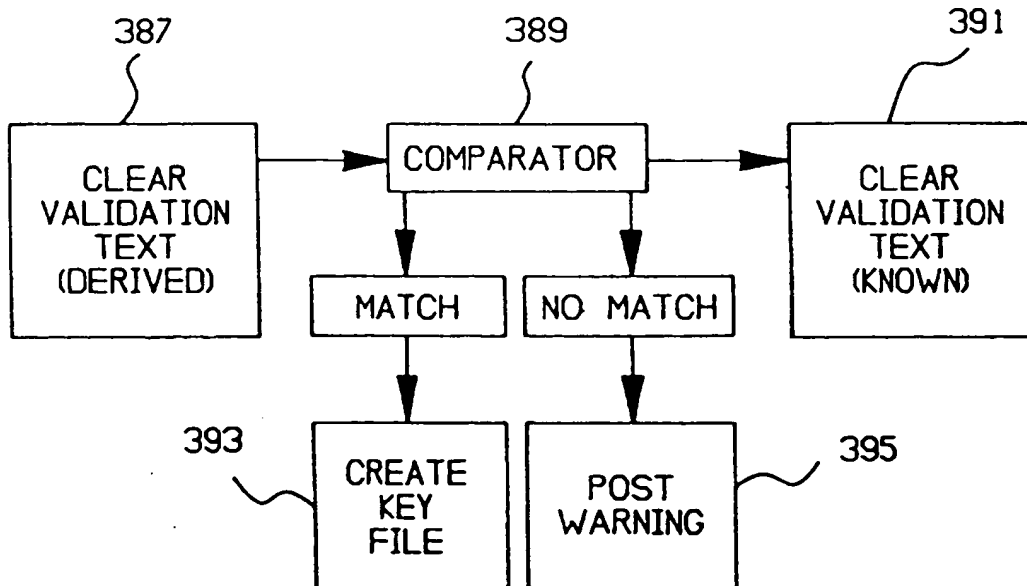 387
389
391
CLEAR
VALIDATION
TEXT
(DERIVED)
COMPARATOR
CLEAR
VALIDATION
TEXT
(KNOWN)
MATCH
NO MATCH
393
CREATE
KEY
FILE
POST
WARNING
395